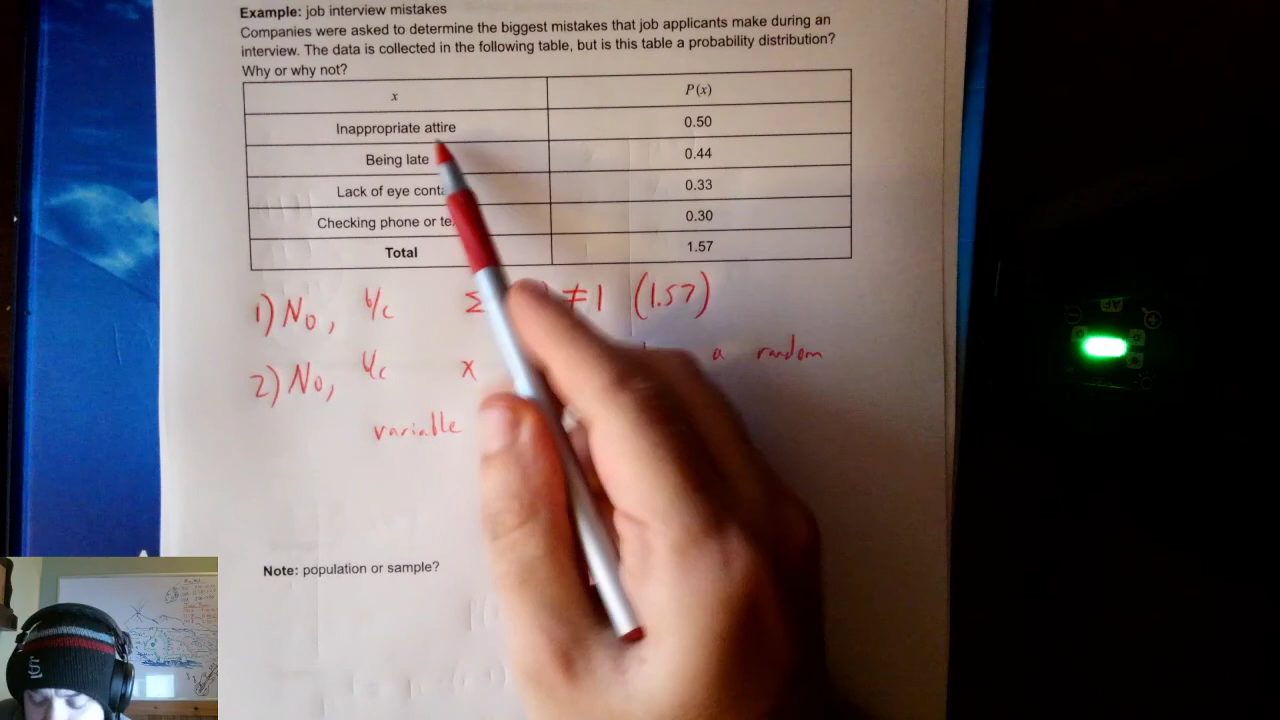 Example: job interview mistakes
Companies were asked to determine the biggest mistakes that job applicants make during an
interview. The data is collected in the following table, but is this table a probability distribution?
Why or why not?
x P(x)
Inappropriate attire 0.50
Being late 0.44
Lack of eye 0.33
Checking phone or 0.30
Total 1.57
1) No, b/c Σ ≠ 1 (1.57)
2) No, b/c x a random
variable
Note: population or sample?